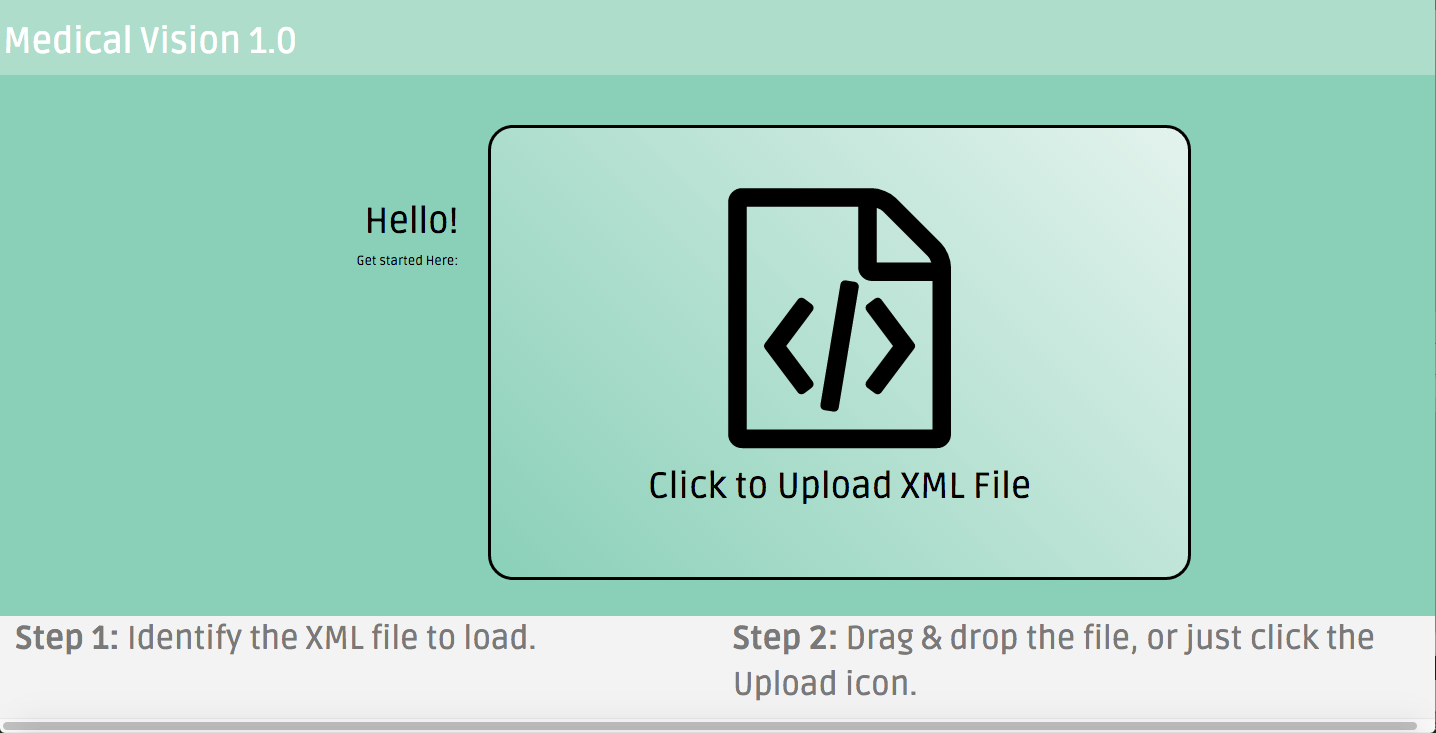 Medical Vision 1.0
Hello!
Get started Here:
</>
Click to Upload XML File
Step 1: Identify the XML file to load.
Step 2: Drag & drop the file, or just click the
Upload icon.